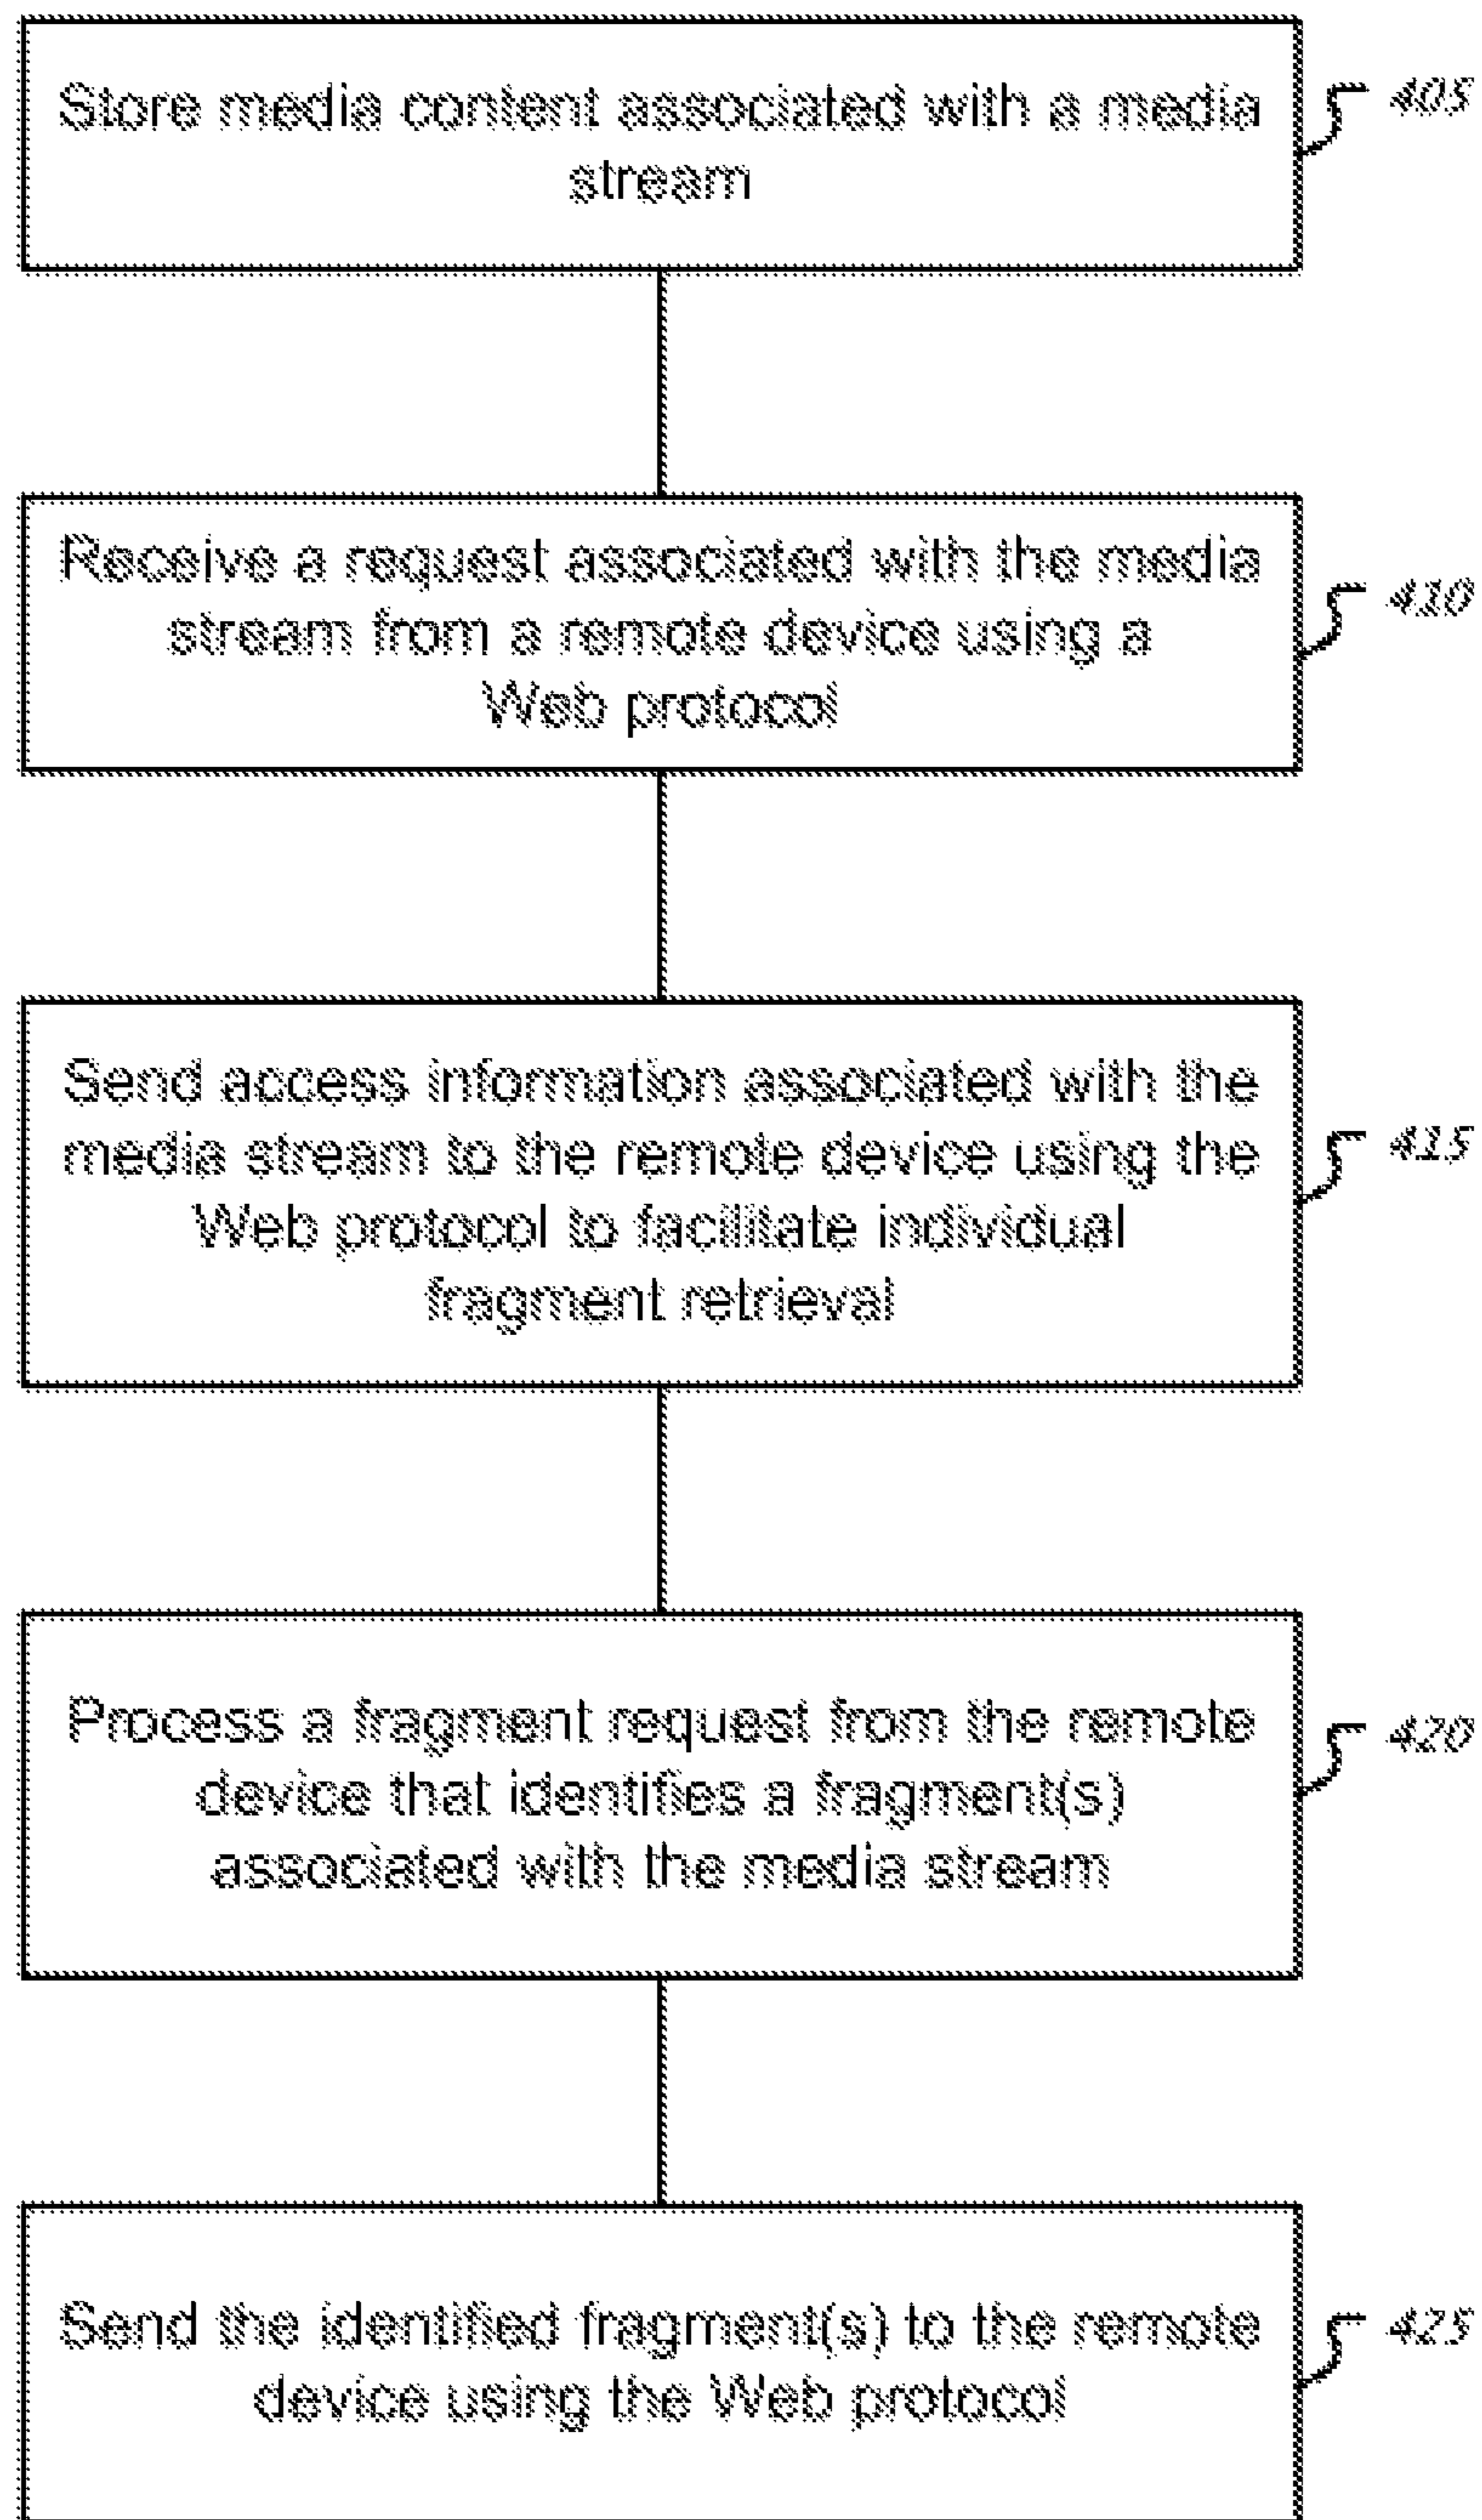 Store media content associated with a media
stream
405
Receive a request associated with the media
stream from a remote device using a
Web protocol
410
Send access information associated with the
media stream to the remote device using the
Web protocol to facilitate individual
fragment retrieval
415
Process a fragment request from the remote
device that identifies a fragment(s)
associated with the media stream
420
Send the identified fragment(s) to the remote
device using the Web protocol
425